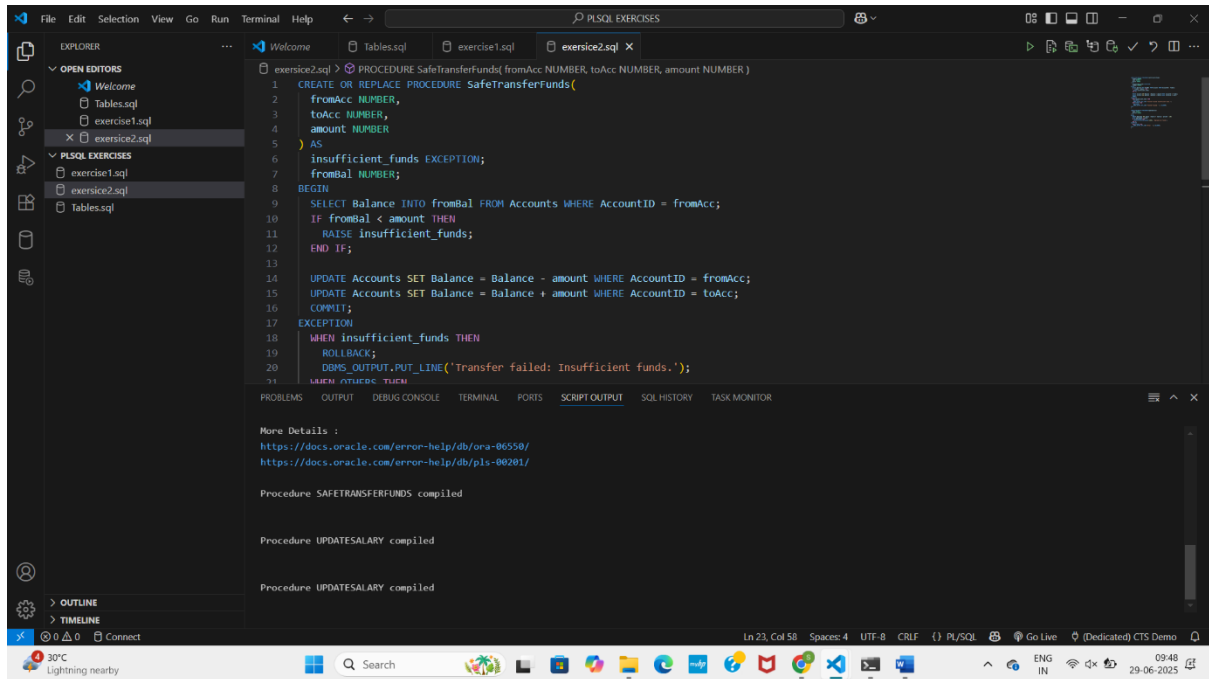 File Edit Selection View Go Run Terminal Help PLSQL EXERCISES
EXPLORER
OPEN EDITORS
Welcome
Tables.sql
exercise1.sql
exersice2.sql
PLSQL EXERCISES
exercise1.sql
exersice2.sql
Tables.sql
OUTLINE
TIMELINE
Welcome Tables.sql exercise1.sql exersice2.sql
exersice2.sql > PROCEDURE SafeTransferFunds( fromAcc NUMBER, toAcc NUMBER, amount NUMBER )
1 CREATE OR REPLACE PROCEDURE SafeTransferFunds(
2 fromAcc NUMBER,
3 toAcc NUMBER,
4 amount NUMBER
5 ) AS
6 insufficient_funds EXCEPTION;
7 fromBal NUMBER;
8 BEGIN
9 SELECT Balance INTO fromBal FROM Accounts WHERE AccountID = fromAcc;
10 IF fromBal < amount THEN
11 RAISE insufficient_funds;
12 END IF;
13
14 UPDATE Accounts SET Balance = Balance - amount WHERE AccountID = fromAcc;
15 UPDATE Accounts SET Balance = Balance + amount WHERE AccountID = toAcc;
16 COMMIT;
17 EXCEPTION
18 WHEN insufficient_funds THEN
19 ROLLBACK;
20 DBMS_OUTPUT.PUT_LINE('Transfer failed: Insufficient funds.');
21 WHEN OTHERS THEN
PROBLEMS OUTPUT DEBUG CONSOLE TERMINAL PORTS SCRIPT OUTPUT SQL HISTORY TASK MONITOR
More Details :
https://docs.oracle.com/error-help/db/ora-06550/
https://docs.oracle.com/error-help/db/pls-00201/
Procedure SAFETRANSFERFUNDS compiled
Procedure UPDATESALARY compiled
Procedure UPDATESALARY compiled
0 0 Connect Ln 23, Col 58 Spaces: 4 UTF-8 CRLF {} PL/SQL Go Live (Dedicated) CTS Demo
4 30°C
Lightning nearby
Search
ENG
IN
09:48
29-06-2025